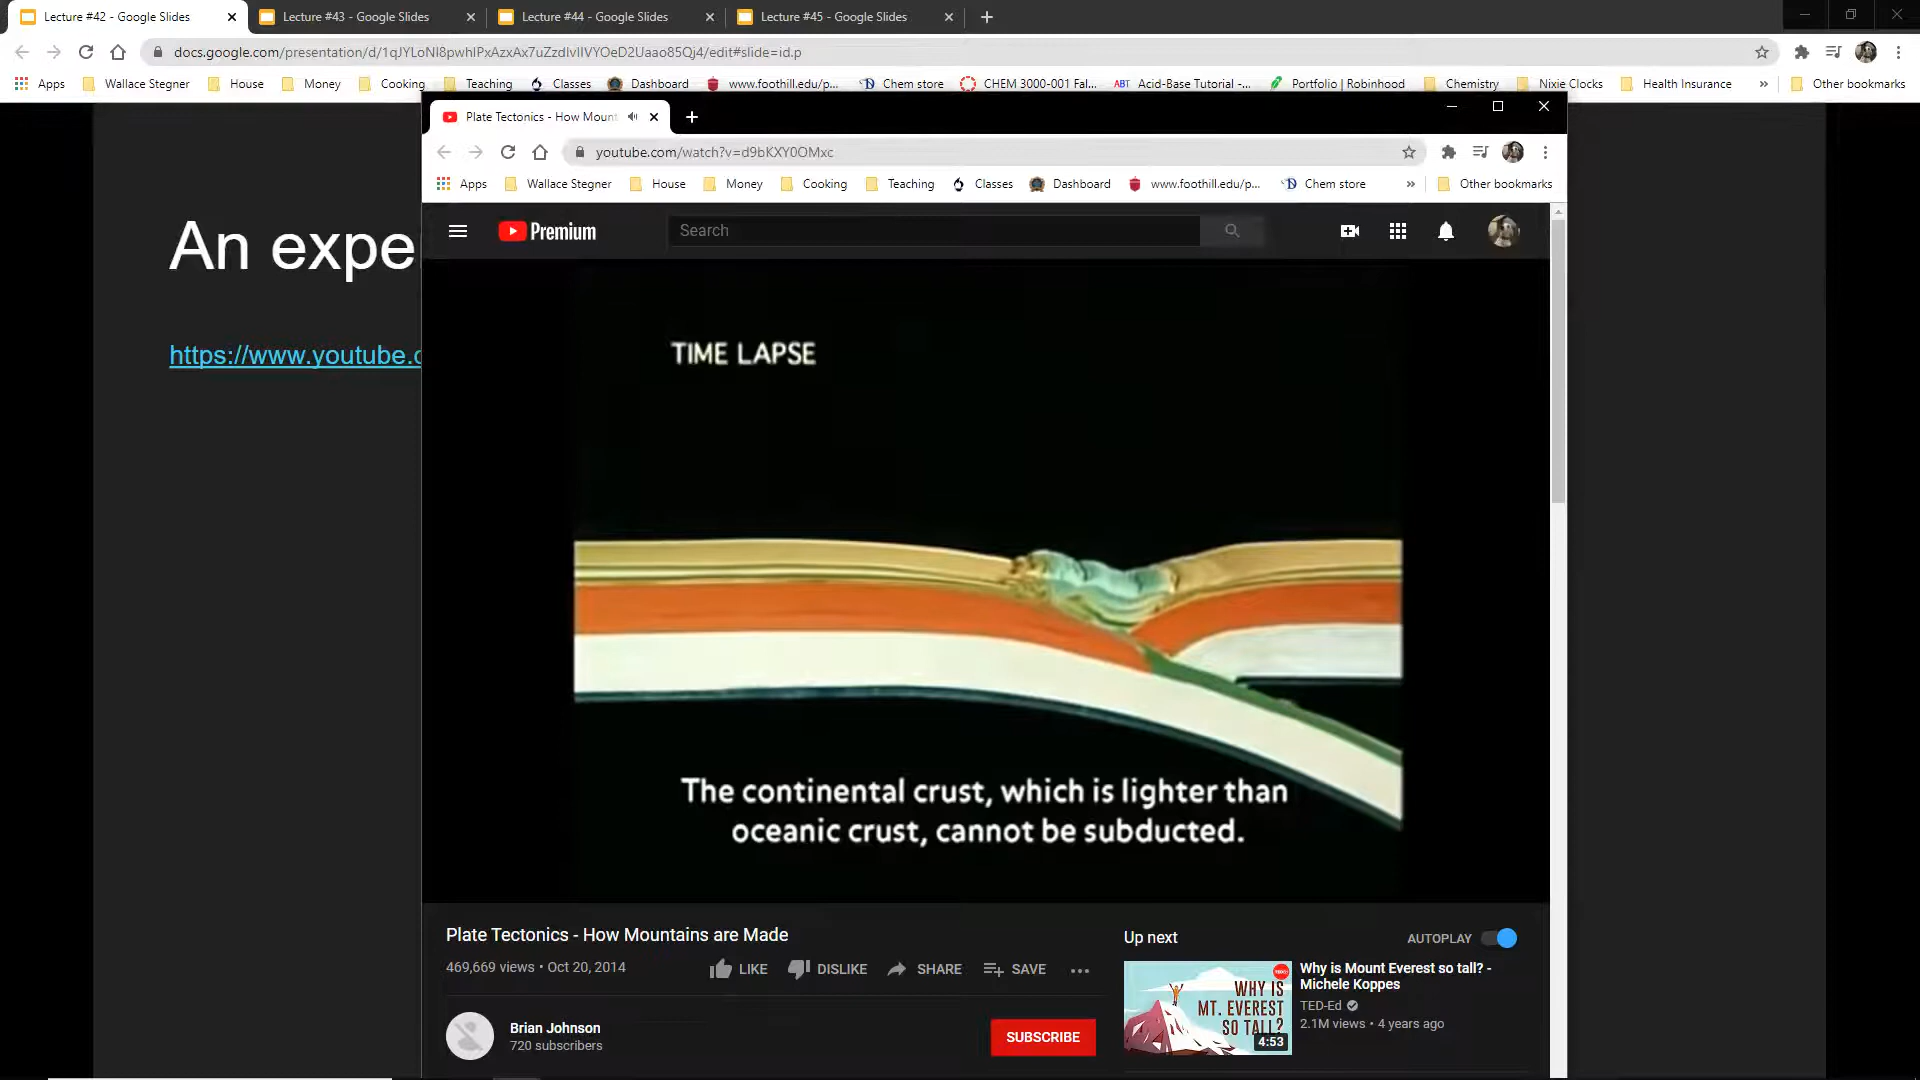 Lecture #42 - Google Slides
Lecture #43 - Google Slides
Lecture #44 - Google Slides
Lecture #45 - Google Slides
docs.google.com/presentation/d/1qJYLoNl8pwhlPxAzxAx7uZzdlvlIVYOeD2Uaao85Qj4/edit#slide=id.p
Apps
Wallace Stegner
House
Money
Cooking
Teaching
Classes
Dashboard
www.foothill.edu/p...
Chem store
CHEM 3000-001 Fal...
Acid-Base Tutorial -...
Portfolio | Robinhood
Chemistry
Nixie Clocks
Health Insurance
»
Other bookmarks
An expe
https://www.youtube.c
Plate Tectonics - How Mount
youtube.com/watch?v=d9bKXY0OMxc
Apps
Wallace Stegner
House
Money
Cooking
Teaching
Classes
Dashboard
www.foothill.edu/p...
Chem store
»
Other bookmarks
Premium
Search
TIME LAPSE
The continental crust, which is lighter than
oceanic crust, cannot be subducted.
Plate Tectonics - How Mountains are Made
469,669 views • Oct 20, 2014
LIKE
DISLIKE
SHARE
SAVE
Brian Johnson
720 subscribers
SUBSCRIBE
Up next
AUTOPLAY
WHY IS
MT. EVEREST
SO TALL?
4:53
Why is Mount Everest so tall? -
Michele Koppes
TED-Ed
2.1M views • 4 years ago